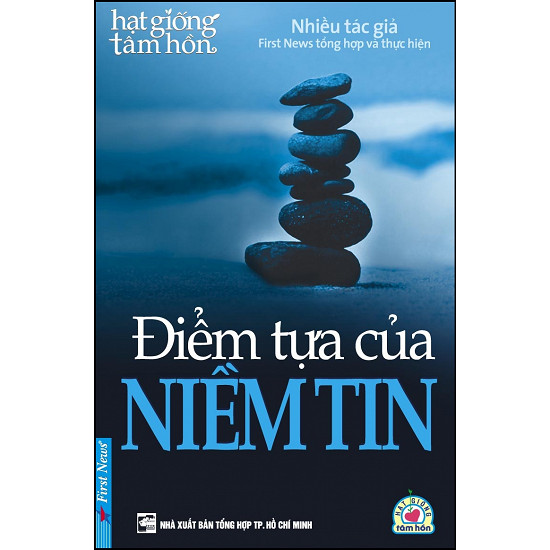 hạt giống
tâm hồn
Nhiều tác giả
First News tổng hợp và thực hiện
Điểm tựa của
NIỀM TIN
First News
NHÀ XUẤT BẢN TỔNG HỢP TP. HỒ CHÍ MINH
HẠT GIỐNG
tâm hồn